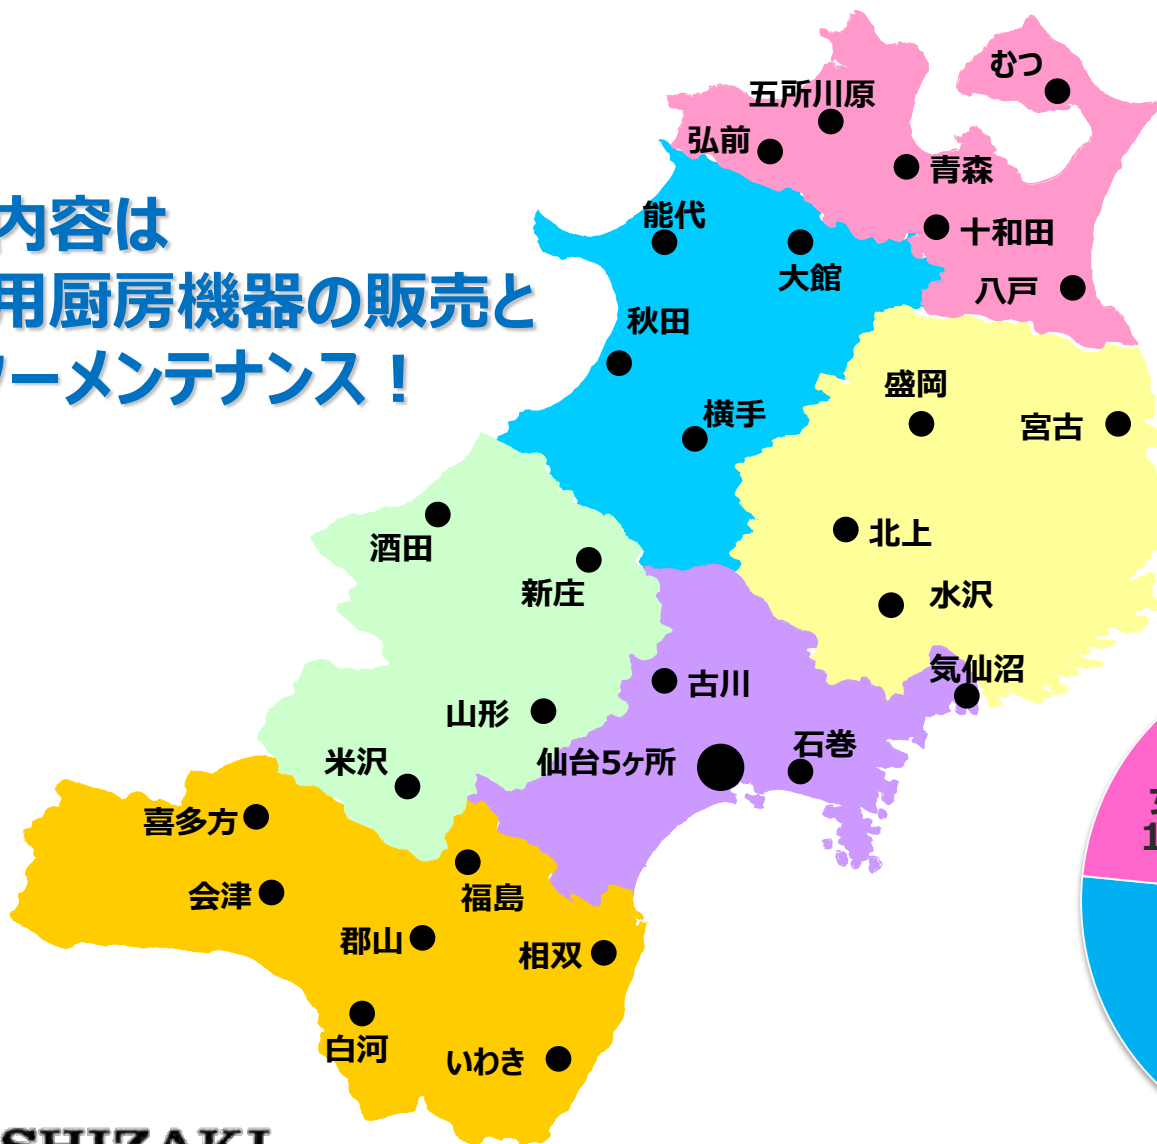 内容は
用厨房機器の販売と
ターメンテナンス！
むつ
五所川原
弘前
青森
十和田
八戸
能代
大館
秋田
横手
盛岡
宮古
北上
水沢
気仙沼
酒田
新庄
山形
米沢
古川
石巻
仙台5ヶ所
喜多方
会津
福島
郡山
相双
白河
いわき
SHIZAKI